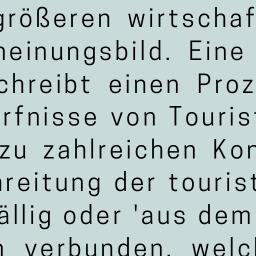 größeren wirtschaf
neinungsbild. Eine
chreibt einen Proz
rfnisse von Tourist
zu zahlreichen Kon
reitung der tourist
ällig oder 'aus dem
verbunden, welch